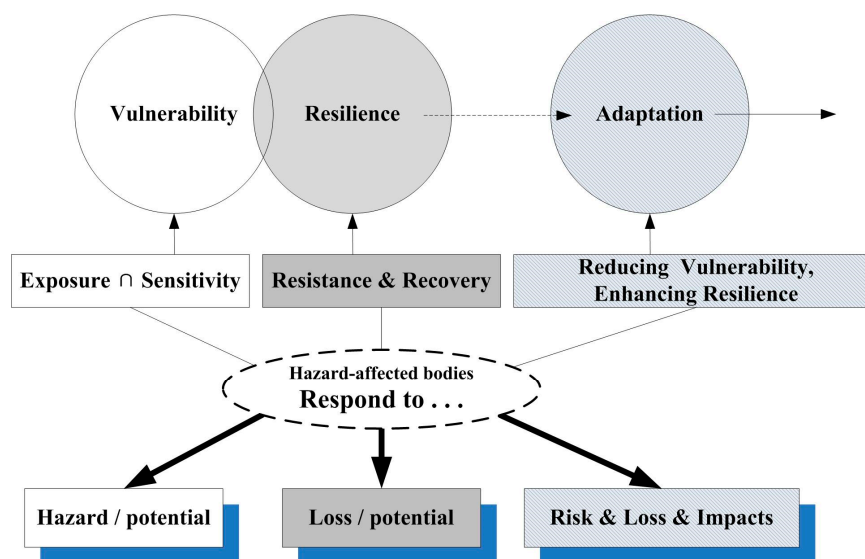 Vulnerability
Resilience
Adaptation
Exposure ∩ Sensitivity
Resistance & Recovery
Reducing Vulnerability,
Enhancing Resilience
Hazard-affected bodies
Respond to . . .
Hazard / potential
Loss / potential
Risk & Loss & Impacts